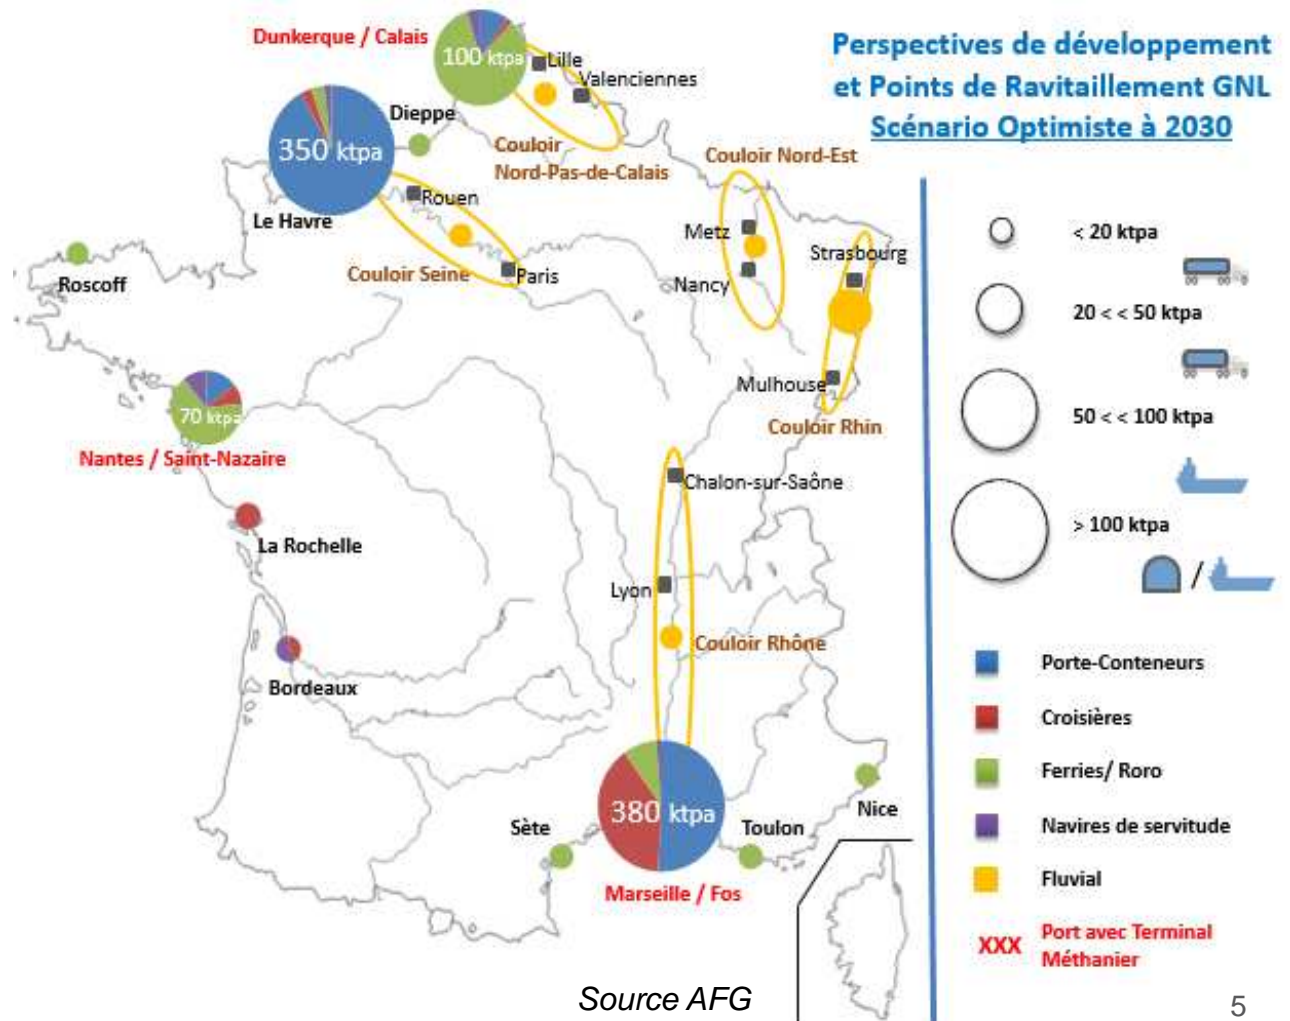 Perspectives de développement
et Points de Ravitaillement GNL
Scénario Optimiste à 2030
Dunkerque / Calais
100 ktpa
Lille
Valenciennes
Dieppe
350 ktpa
Couloir
Nord-Pas-de-Calais
Couloir Nord-Est
Rouen
Le Havre
Metz
Strasbourg
Roscoff
Couloir Seine
Paris
Nancy
Mulhouse
Couloir Rhin
70 ktpa
Nantes / Saint-Nazaire
Chalon-sur-Saône
La Rochelle
Lyon
Couloir Rhône
Bordeaux
380 ktpa
Nice
Sète
Toulon
Marseille / Fos
< 20 ktpa
20 < < 50 ktpa
50 < < 100 ktpa
> 100 ktpa
/
Porte-Conteneurs
Croisières
Ferries/ Roro
Navires de servitude
Fluvial
XXX Port avec Terminal
Méthanier
Source AFG
5